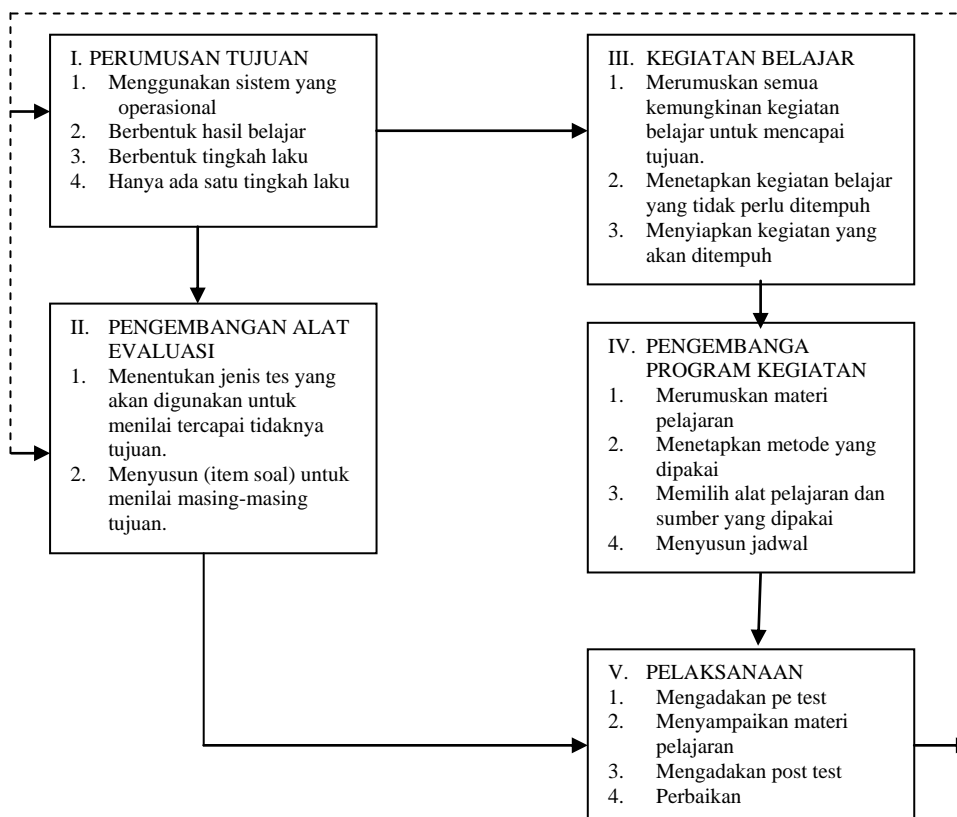 I. PERUMUSAN TUJUAN
1. Menggunakan sistem yang
operasional
2. Berbentuk hasil belajar
3. Berbentuk tingkah laku
4. Hanya ada satu tingkah laku
II. PENGEMBANGAN ALAT
EVALUASI
1. Menentukan jenis tes yang
akan digunakan untuk
menilai tercapai tidaknya
tujuan.
2. Menyusun (item soal) untuk
menilai masing-masing
tujuan.
III. KEGIATAN BELAJAR
1. Merumuskan semua
kemungkinan kegiatan
belajar untuk mencapai
tujuan.
2. Menetapkan kegiatan belajar
yang tidak perlu ditempuh
3. Menyiapkan kegiatan yang
akan ditempuh
IV. PENGEMBANGA
PROGRAM KEGIATAN
1. Merumuskan materi
pelajaran
2. Menetapkan metode yang
dipakai
3. Memilih alat pelajaran dan
sumber yang dipakai
4. Menyusun jadwal
V. PELAKSANAAN
1. Mengadakan pe test
2. Menyampaikan materi
pelajaran
3. Mengadakan post test
4. Perbaikan